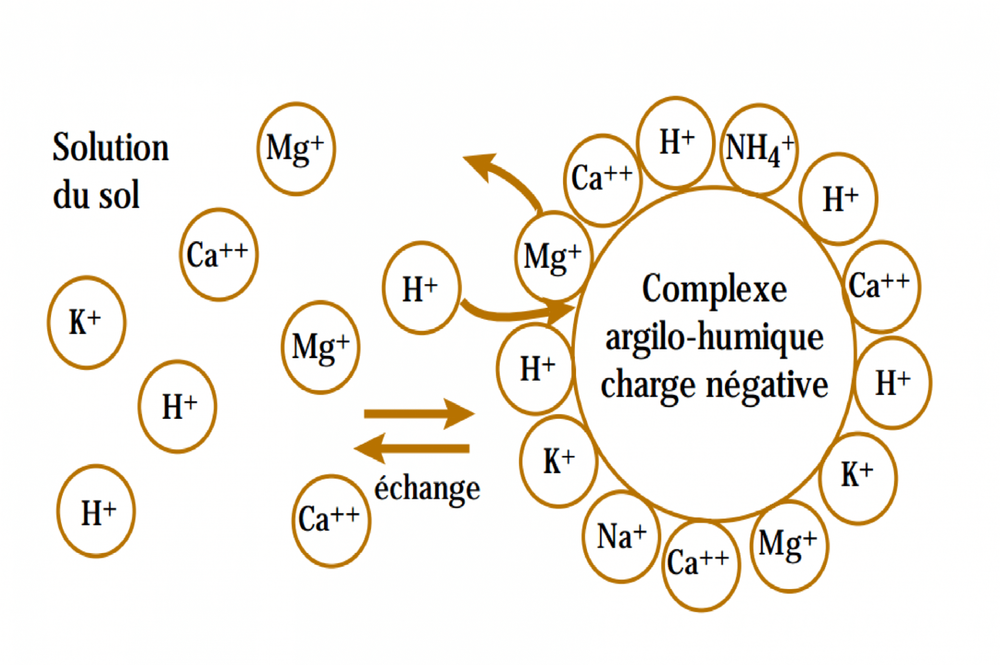 Solution
du sol
Mg⁺
Ca⁺⁺
K⁺
H⁺
Mg⁺
H⁺
H⁺
Ca⁺⁺
échange
Mg⁺
Ca⁺⁺
H⁺
NH₄⁺
H⁺
Ca⁺⁺
H⁺
K⁺
Mg⁺
Ca⁺⁺
Na⁺
K⁺
H⁺
Complexe
argilo-humique
charge négative